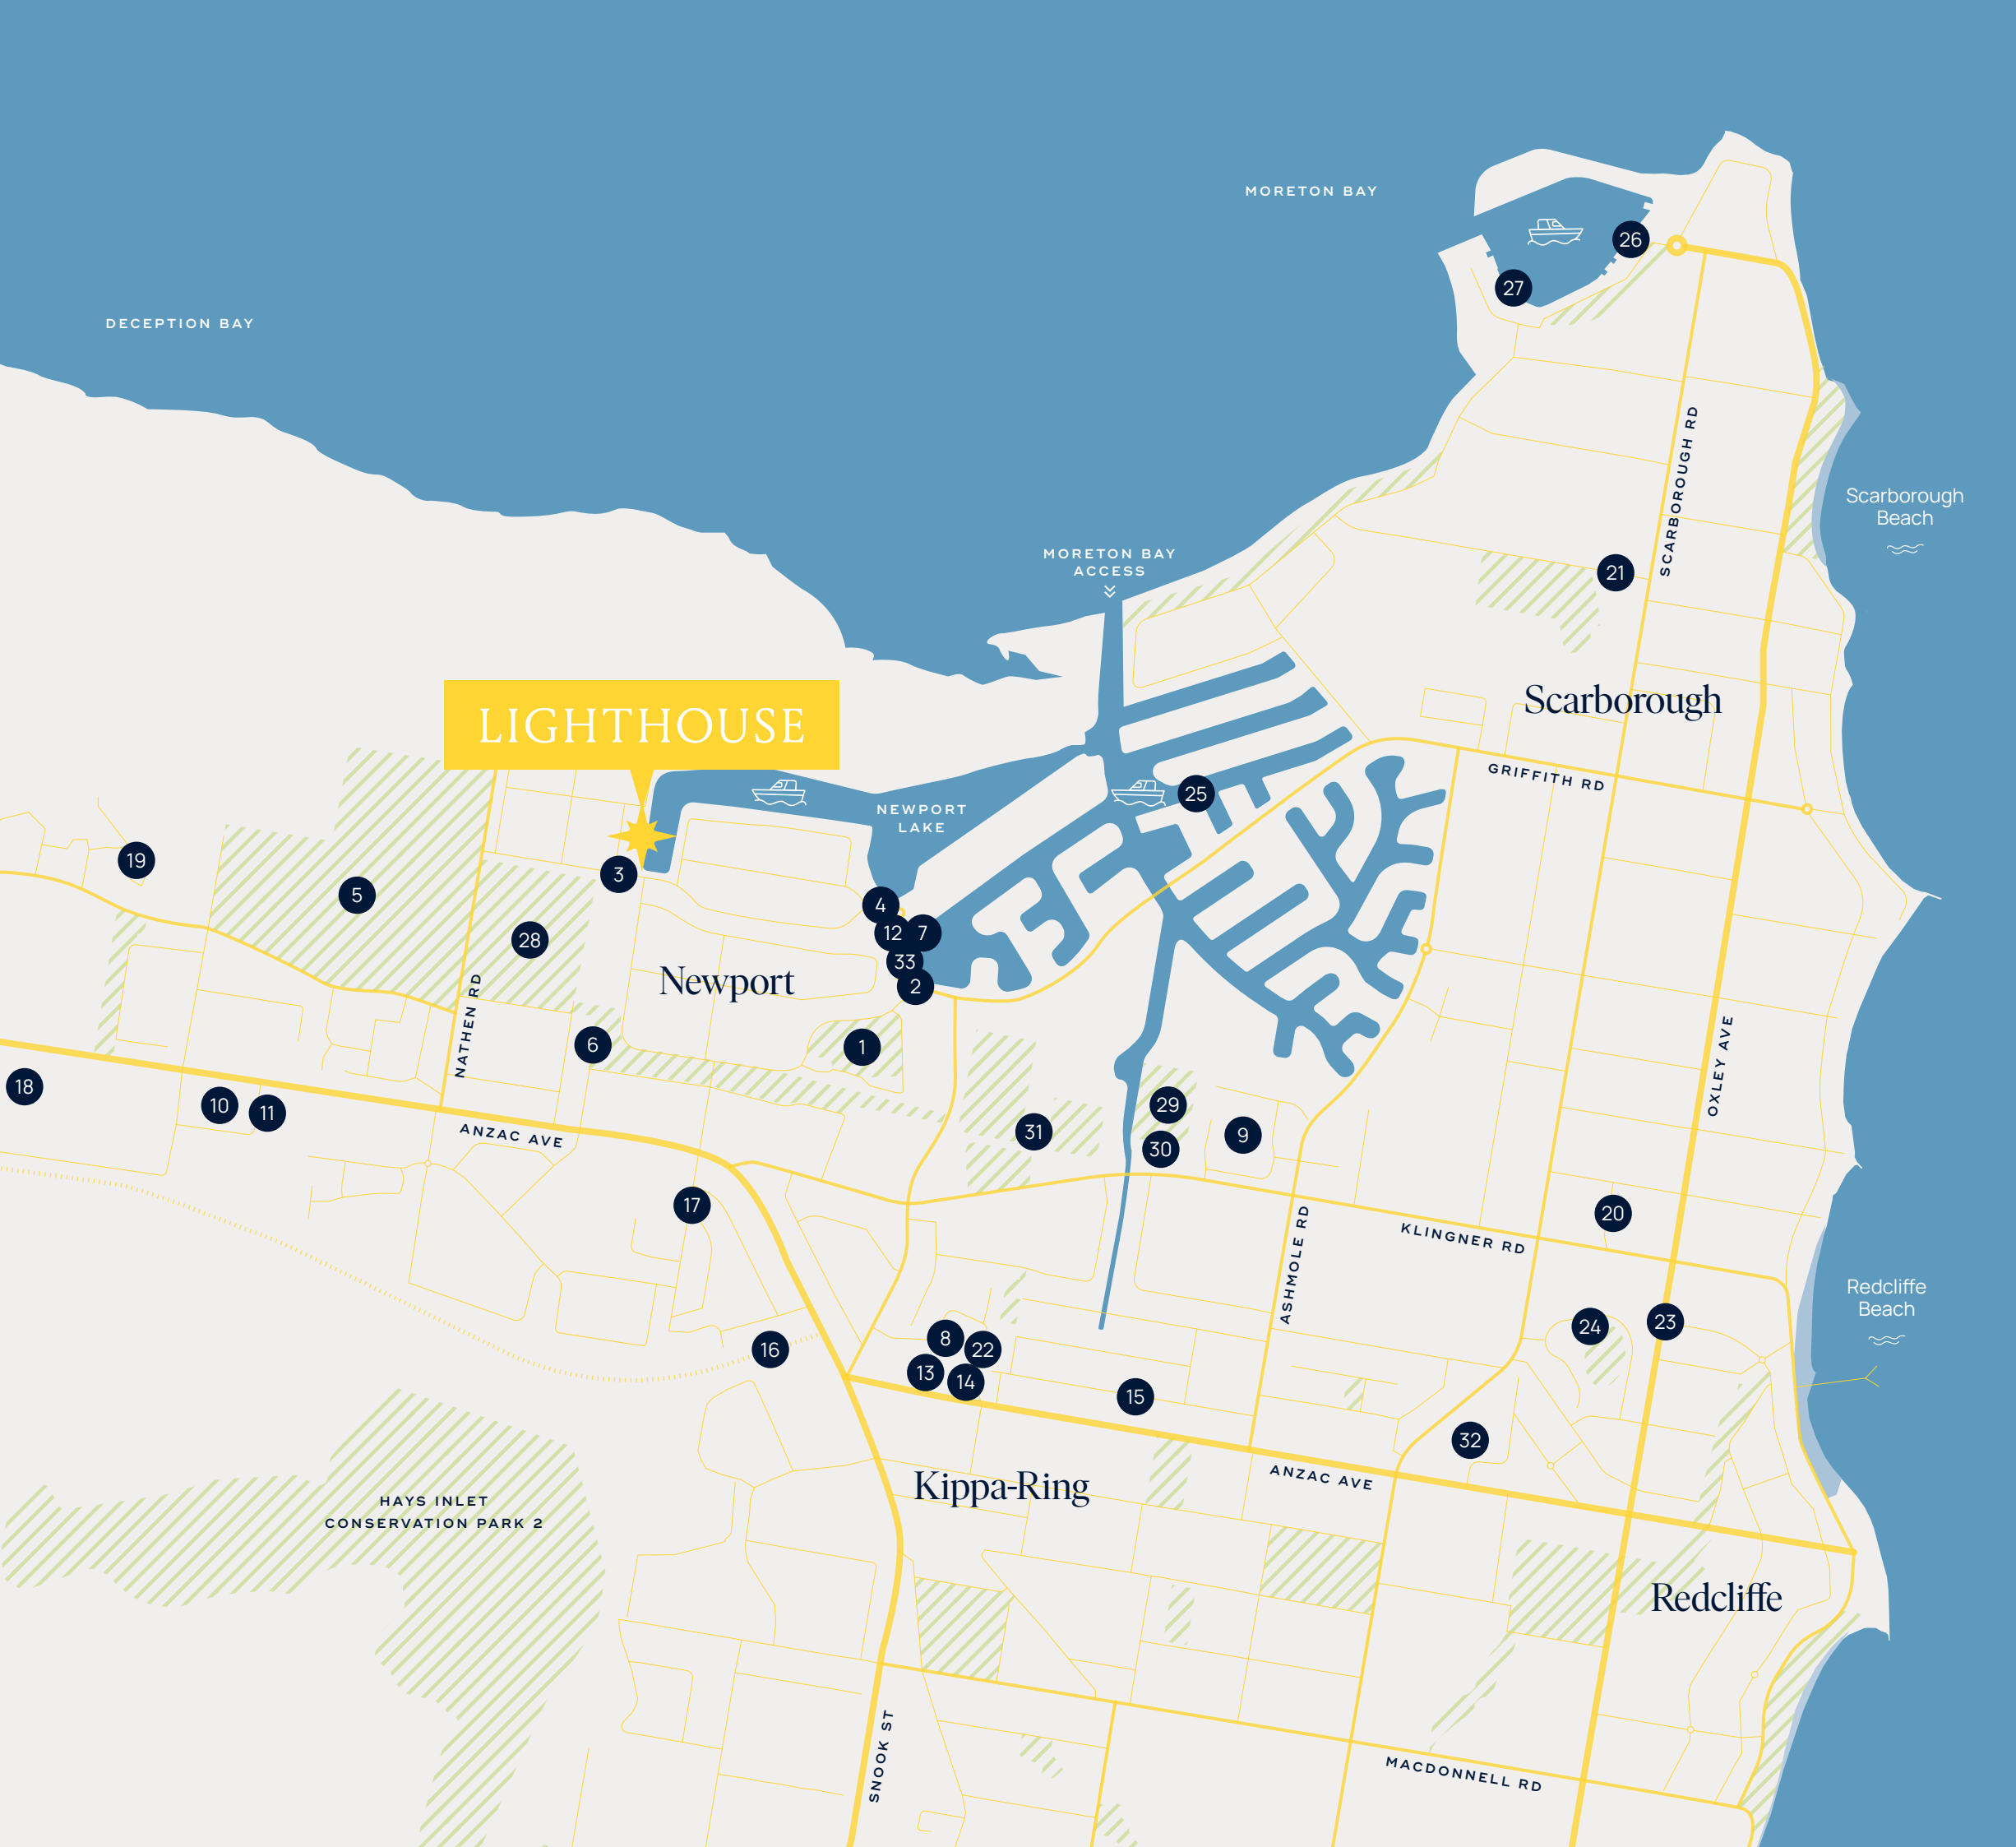 MORETON BAY
26
27
DECEPTION BAY
SCARBOROUGH RD
Scarborough
Beach
MORETON BAY
ACCESS
21
LIGHTHOUSE
Scarborough
GRIFFITH RD
25
NEWPORT
LAKE
19
3
5
4
28
12
7
33
Newport
2
NATHEN RD
6
1
OXLEY AVE
18
10
11
29
31
9
30
ANZAC AVE
17
20
KLINGNER RD
ASHMOLE RD
Redcliffe
Beach
23
24
8
22
16
13
14
15
32
ANZAC AVE
Kippa-Ring
HAYS INLET
CONSERVATION PARK 2
Redcliffe
SNOOK ST
MACDONNELL RD